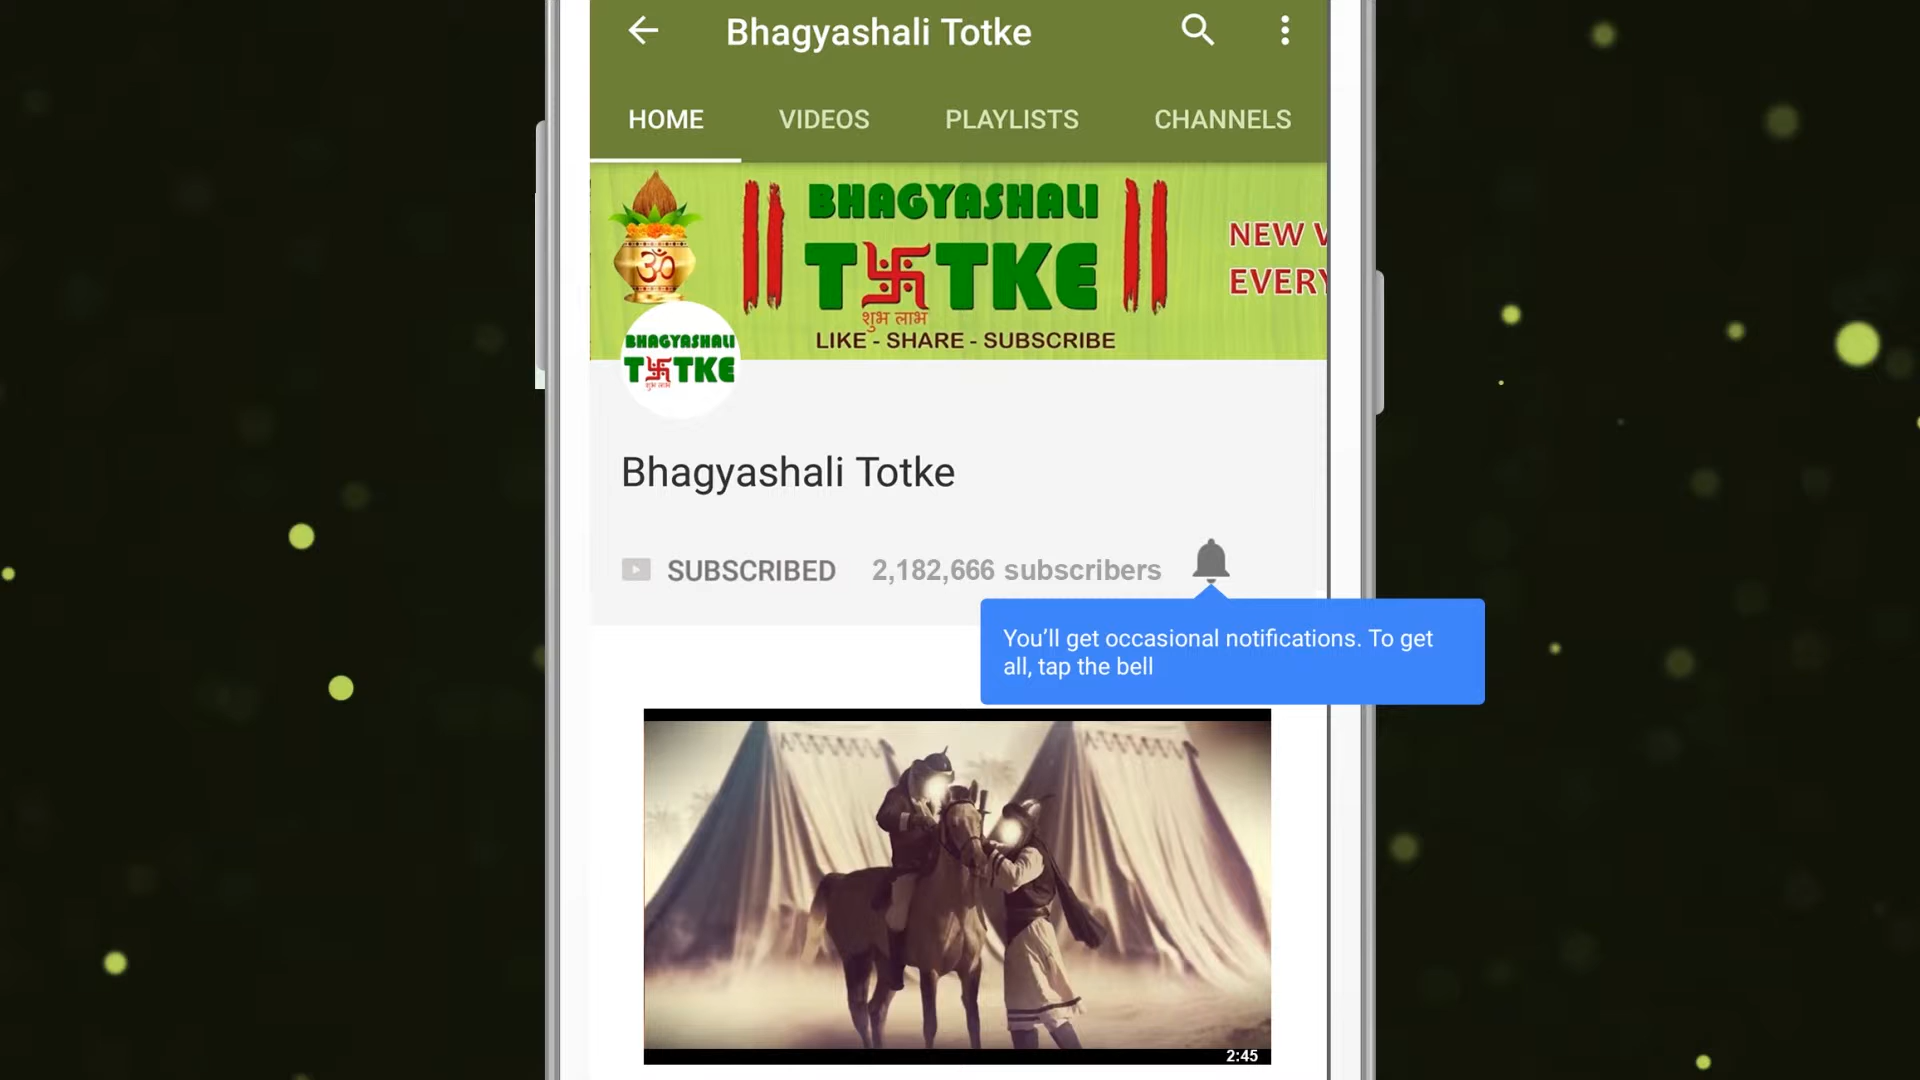 Bhagyashali Totke
HOME VIDEOS PLAYLISTS CHANNELS
ॐ
BHAGYASHALI
T卐TKE
शुभ लाभ
LIKE - SHARE - SUBSCRIBE
NEW
EVERY
BHAGYASHALI
T卐TKE
शुभ लाभ
Bhagyashali Totke
SUBSCRIBED 2,182,666 subscribers
You’ll get occasional notifications. To get
all, tap the bell
2:45